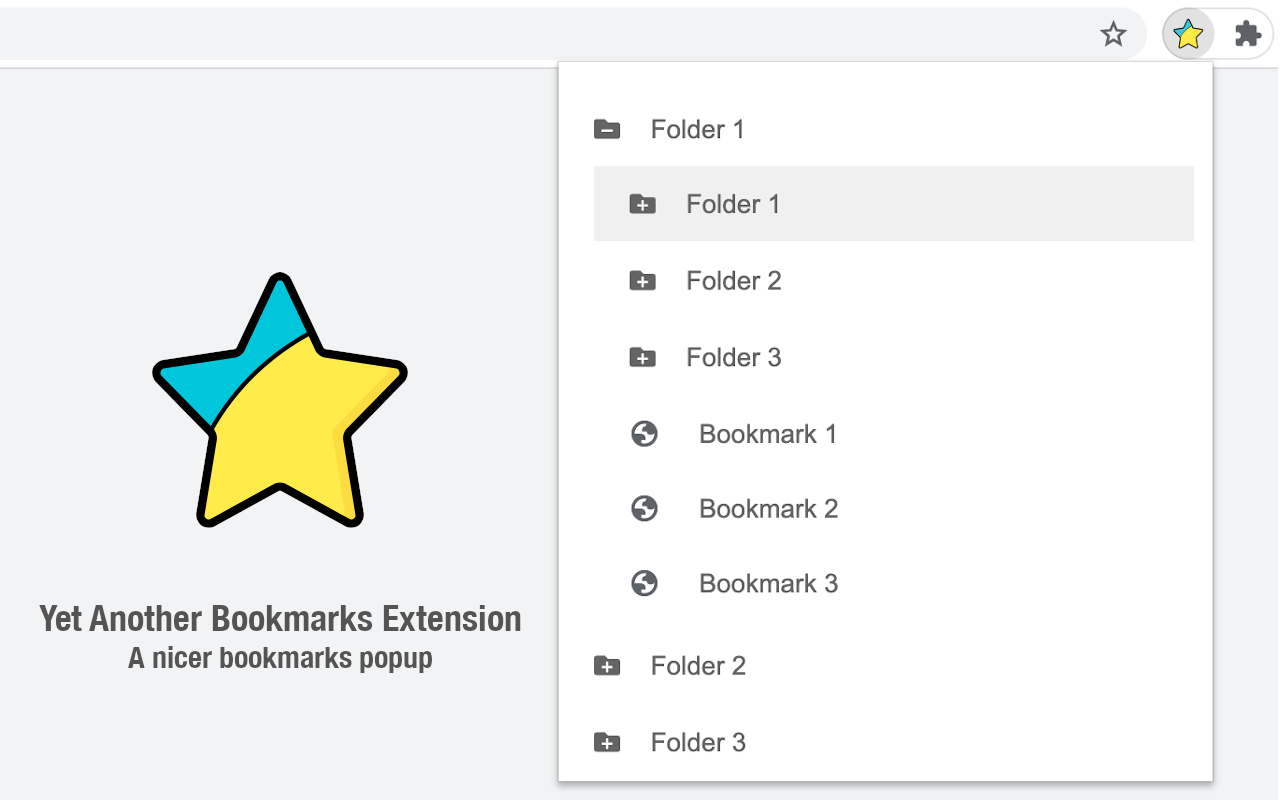 Folder 1
Folder 1
Folder 2
Folder 3
Bookmark 1
Bookmark 2
Bookmark 3
Folder 2
Folder 3
Yet Another Bookmarks Extension
A nicer bookmarks popup